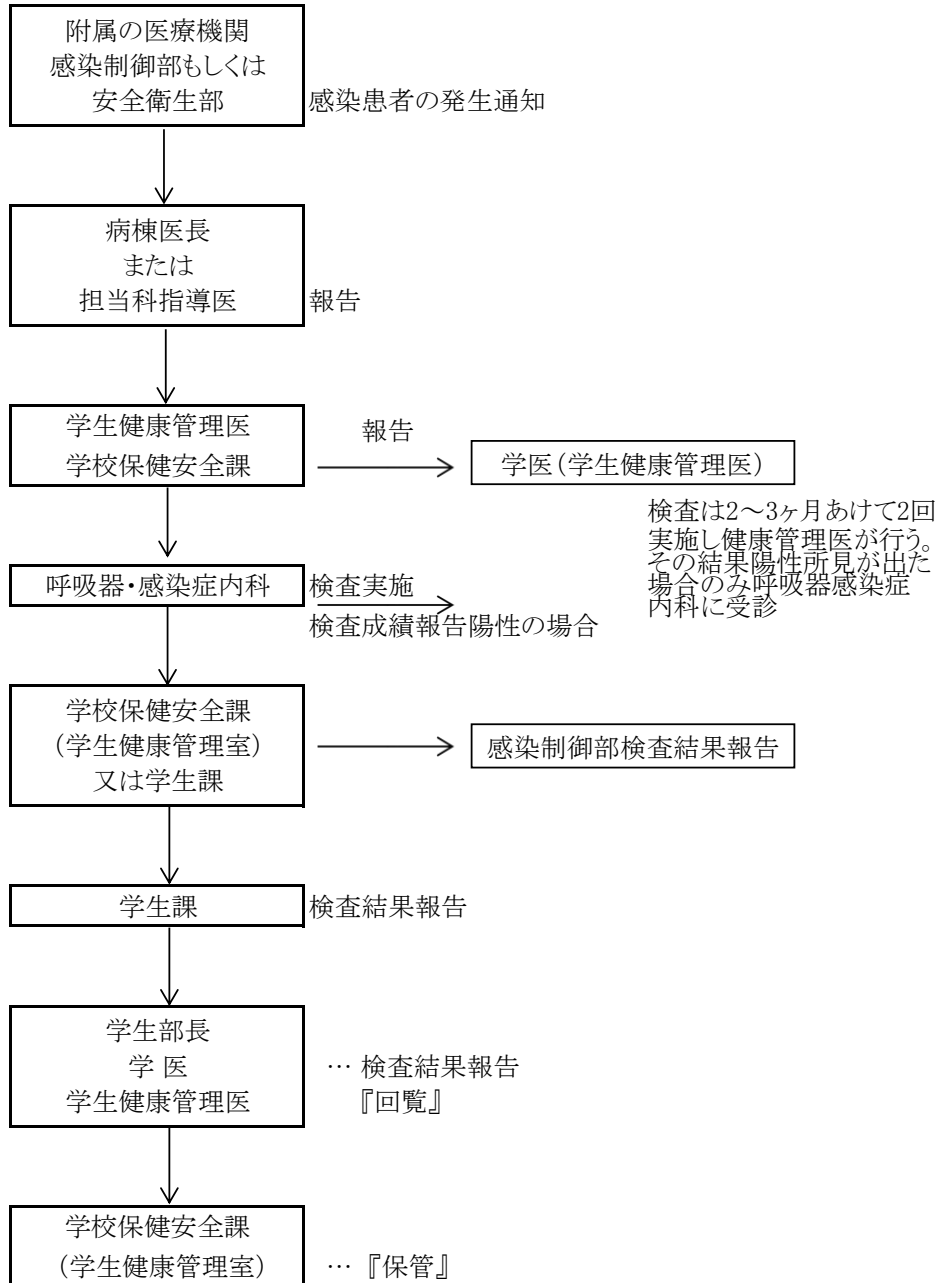 附属の医療機関
感染制御部もしくは
安全衛生部
感染患者の発生通知
病棟医長
または
担当科指導医
報告
学生健康管理医
学校保健安全課
報告
学医(学生健康管理医)
検査は2～3ヶ月あけて2回
実施し健康管理医が行う。
その結果陽性所見が出た
場合のみ呼吸器感染症
内科に受診
呼吸器・感染症内科
検査実施
検査成績報告陽性の場合
学校保健安全課
(学生健康管理室)
又は学生課
感染制御部検査結果報告
学生課
検査結果報告
学生部長
学 医
学生健康管理医
… 検査結果報告
『回覧』
学校保健安全課
(学生健康管理室)
… 『保管』